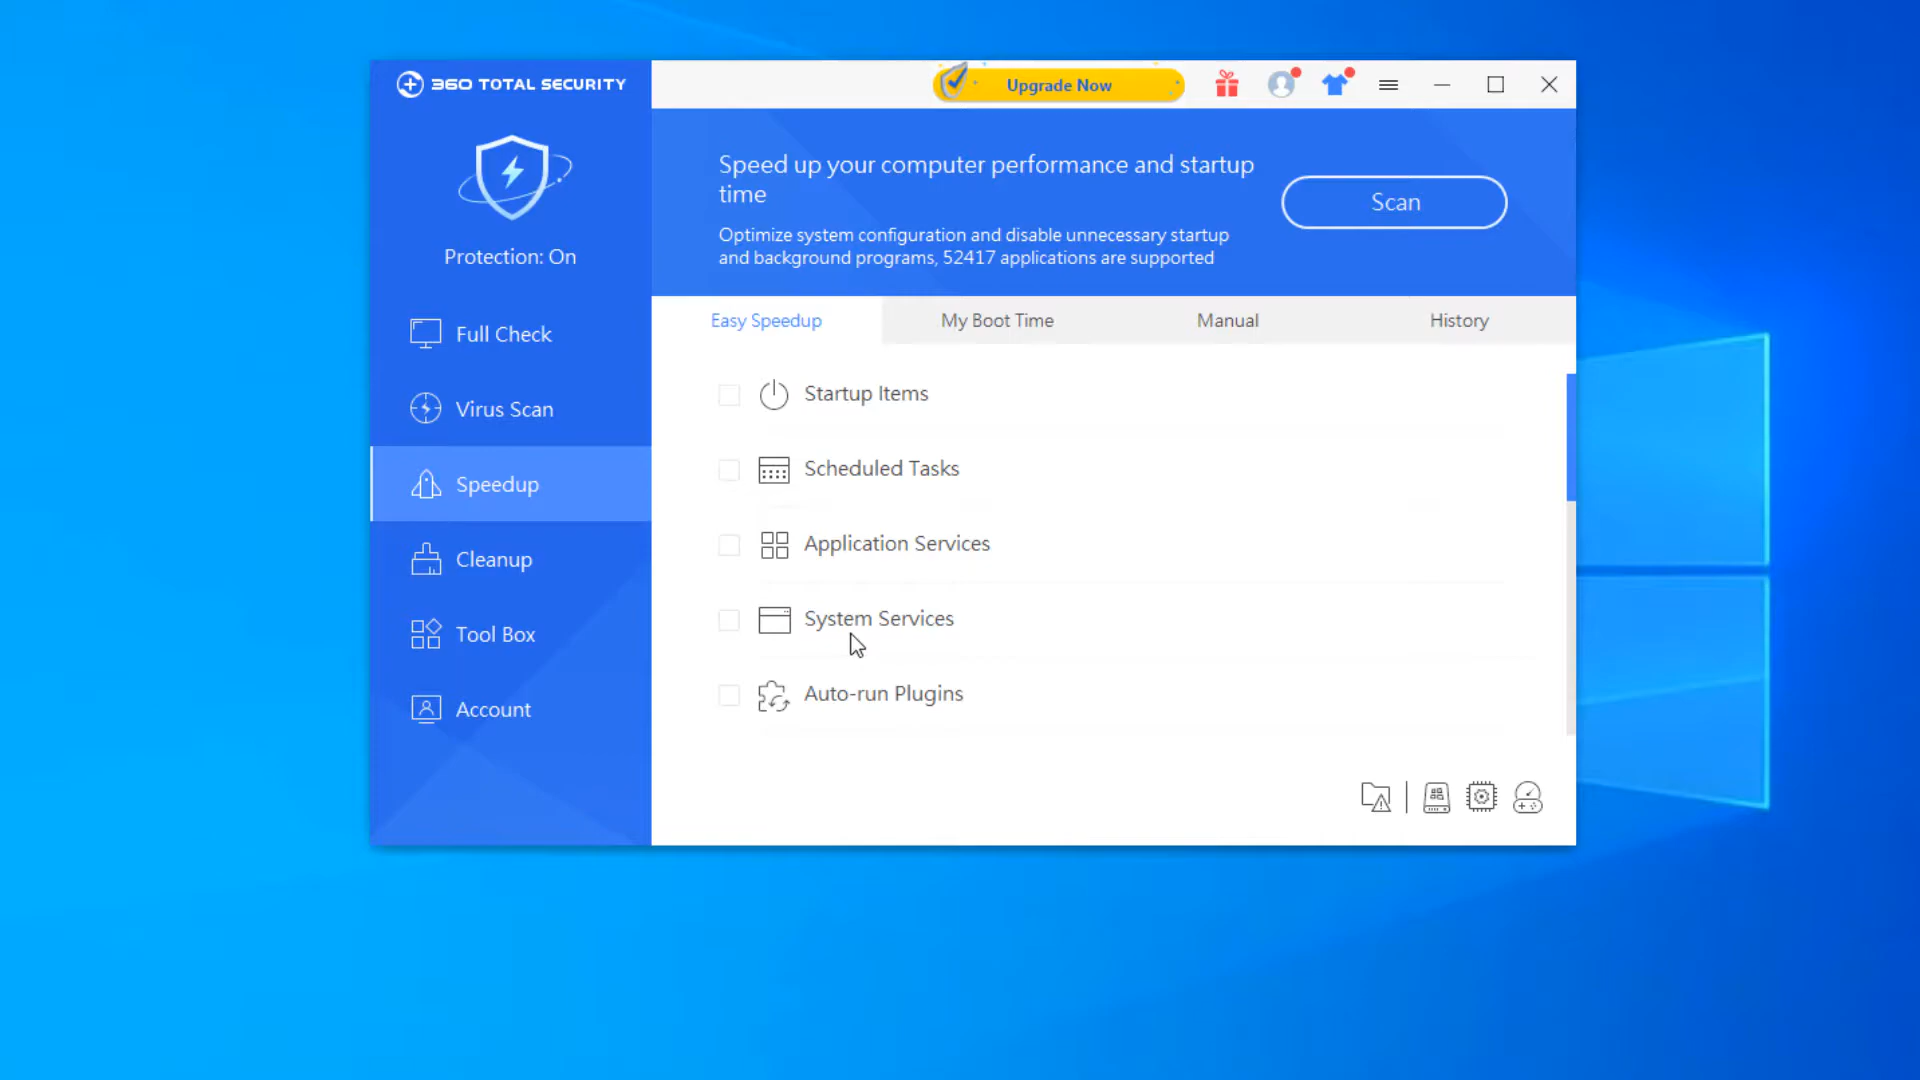 360 TOTAL SECURITY
Upgrade Now
Protection: On
Full Check
Virus Scan
Speedup
Cleanup
Tool Box
Account
Speed up your computer performance and startup
time
Optimize system configuration and disable unnecessary startup
and background programs, 52417 applications are supported
Scan
Easy Speedup
My Boot Time
Manual
History
Startup Items
Scheduled Tasks
Application Services
System Services
Auto-run Plugins